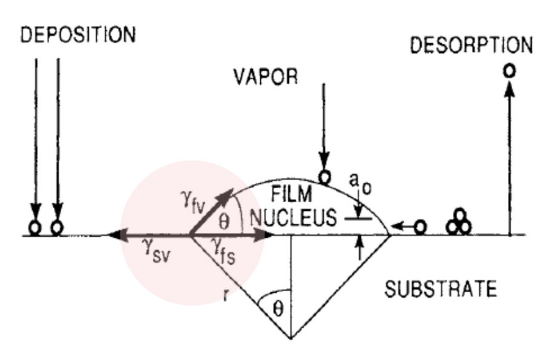 DEPOSITION
DESORPTION
VAPOR
a₀
γfv
θ
FILM
NUCLEUS
γsv
γfs
SUBSTRATE
r
θ